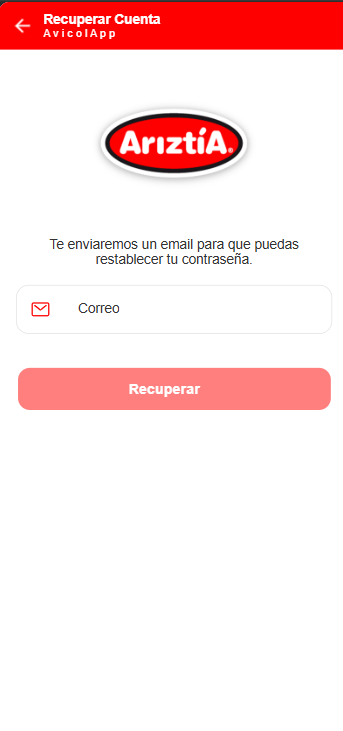 Recuperar Cuenta
AvicolApp
AriztíA®
Te enviaremos un email para que puedas
restablecer tu contraseña.
Correo
Recuperar